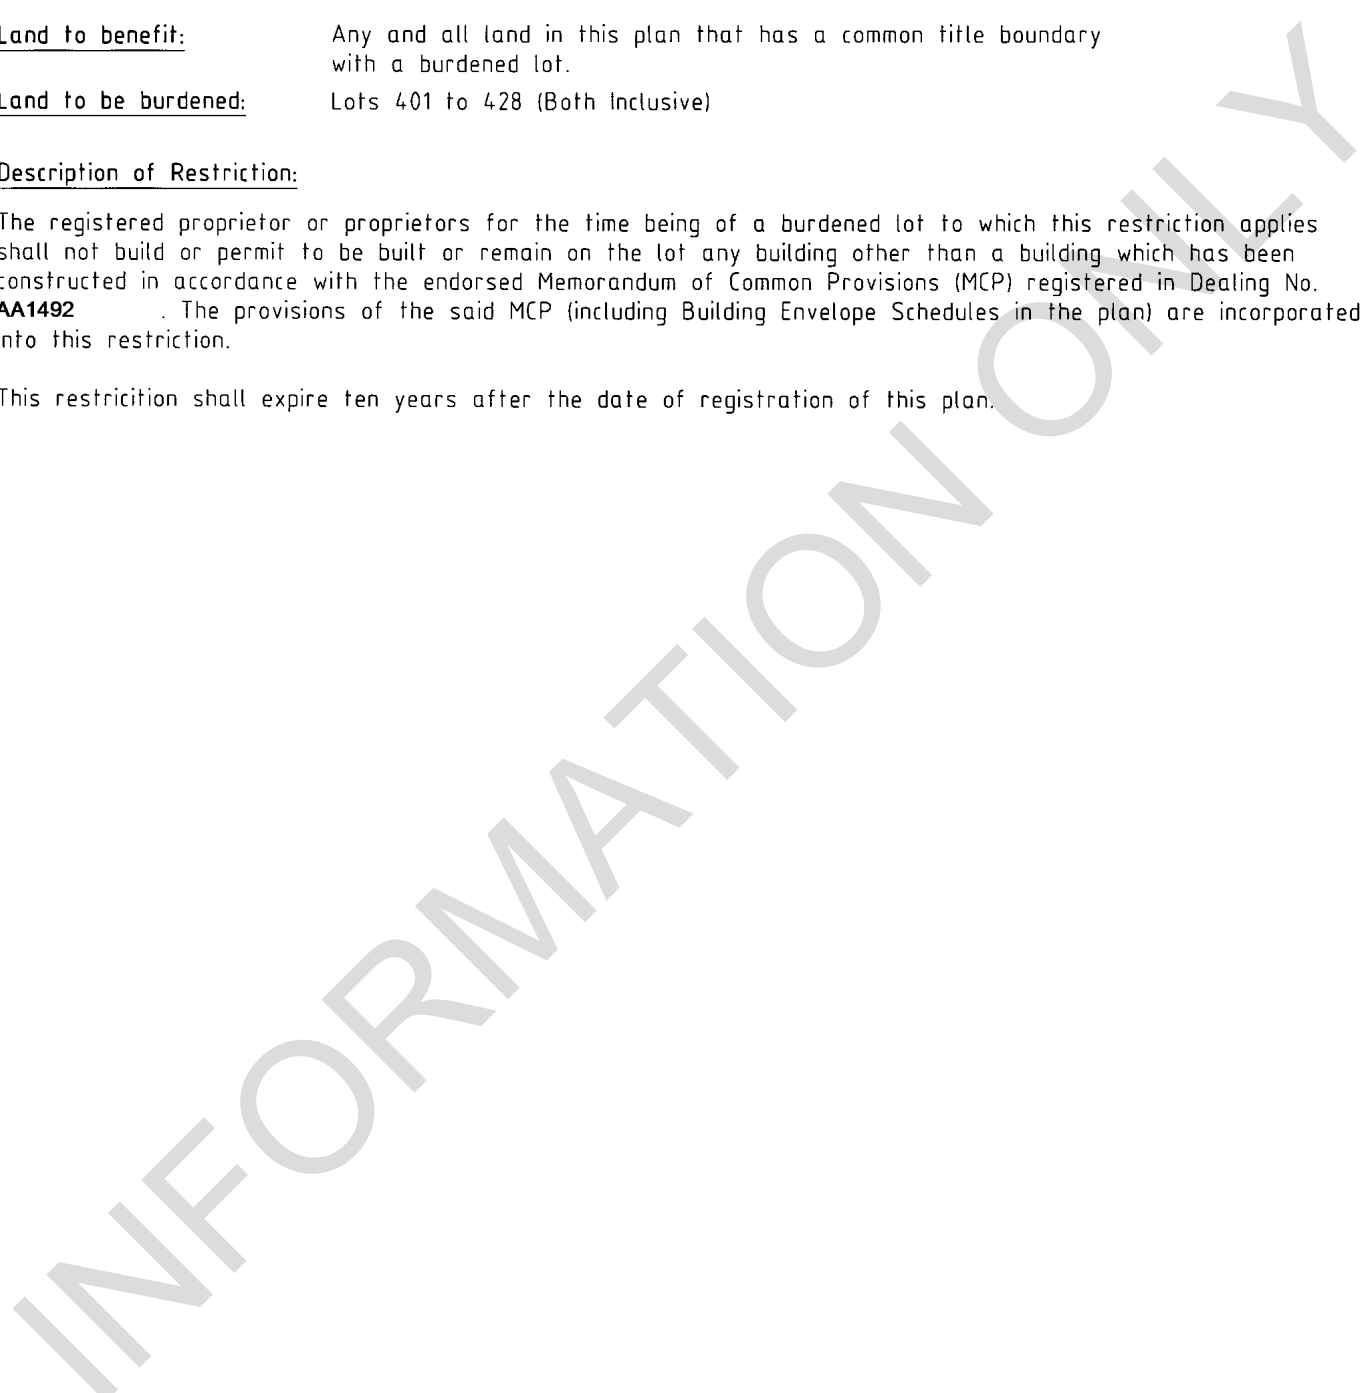 Land to benefit: Any and all land in this plan that has a common title boundary
with a burdened lot.
Land to be burdened: Lots 401 to 428 (Both Inclusive)
Description of Restriction:
The registered proprietor or proprietors for the time being of a burdened lot to which this restriction applies
shall not build or permit to be built or remain on the lot any building other than a building which has been
constructed in accordance with the endorsed Memorandum of Common Provisions (MCP) registered in Dealing No.
AA1492 . The provisions of the said MCP (including Building Envelope Schedules in the plan) are incorporated
into this restriction.
This restricition shall expire ten years after the date of registration of this plan.
INFORMATION ONLY